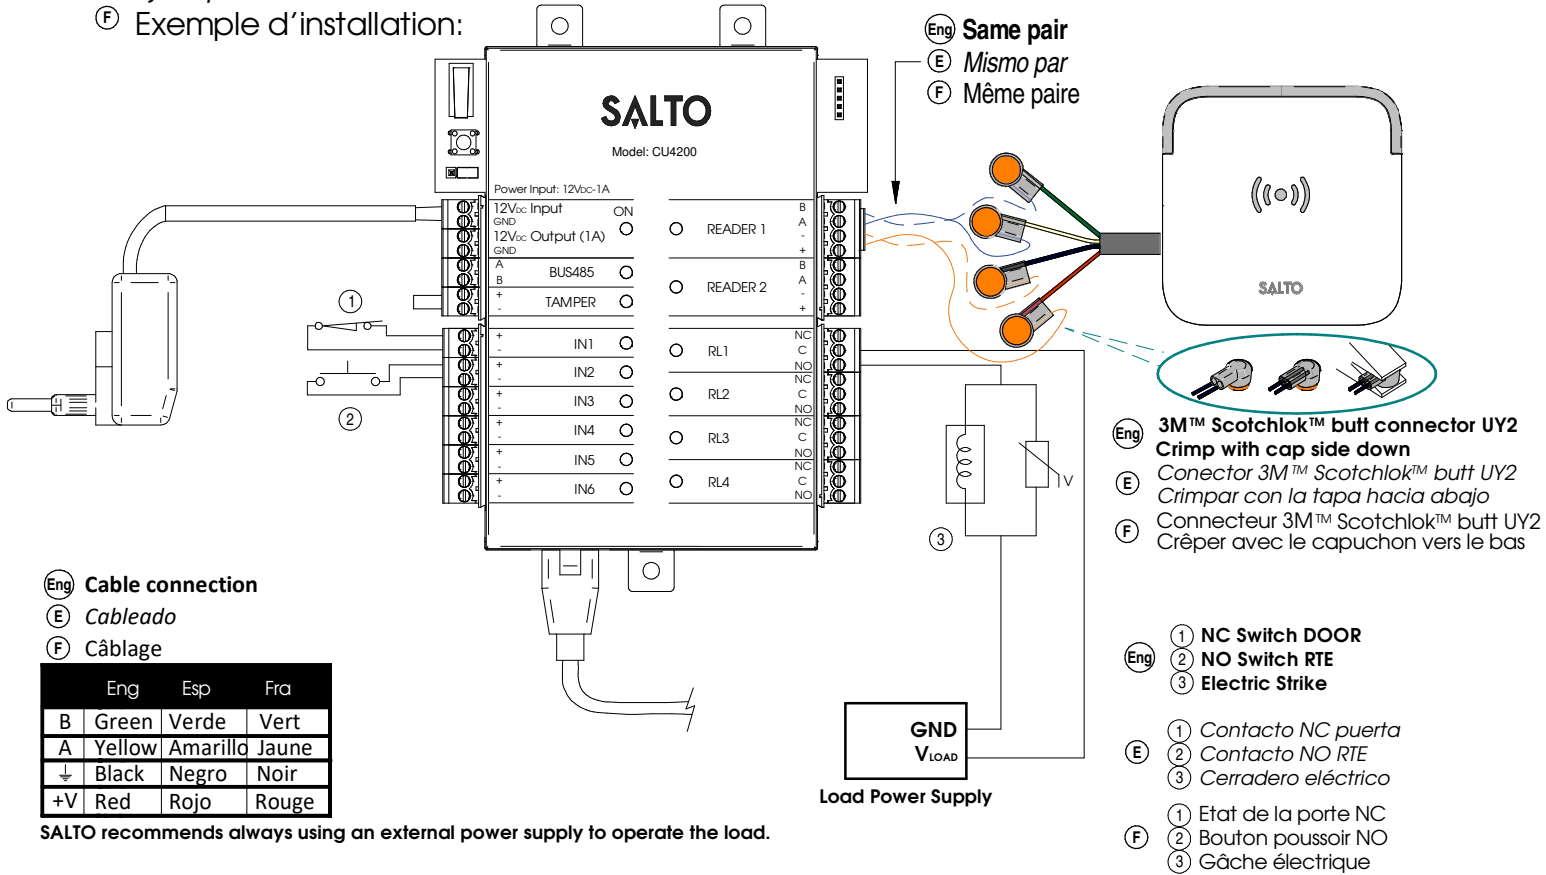 F Exemple d’installation:
Eng Same pair
E Mismo par
F Même paire
SALTO
Model: CU4200
Power Input: 12VDC-1A
12VDC Input
GND
12VDC Output (1A)
GND
ON
A
B
BUS485
+
-
TAMPER
+
-
IN1
+
-
IN2
+
-
IN3
+
-
IN4
+
-
IN5
+
-
IN6
READER 1
B
A
-
+
READER 2
B
A
-
+
RL1
NC
C
NO
RL2
NC
C
NO
RL3
NC
C
NO
RL4
NC
C
NO
1
2
3
V
SALTO
Eng 3M™ Scotchlok™ butt connector UY2
Crimp with cap side down
E Conector 3M™ Scotchlok™ butt UY2
Crimpar con la tapa hacia abajo
F Connecteur 3M™ Scotchlok™ butt UY2
Crêper avec le capuchon vers le bas
Eng Cable connection
E Cableado
F Câblage
Eng Esp Fra
B Green Verde Vert
A Yellow Amarillo Jaune
⏚ Black Negro Noir
+V Red Rojo Rouge
SALTO recommends always using an external power supply to operate the load.
GND
VLOAD
Load Power Supply
Eng
1 NC Switch DOOR
2 NO Switch RTE
3 Electric Strike
E
1 Contacto NC puerta
2 Contacto NO RTE
3 Cerradero eléctrico
F
1 Etat de la porte NC
2 Bouton poussoir NO
3 Gâche électrique